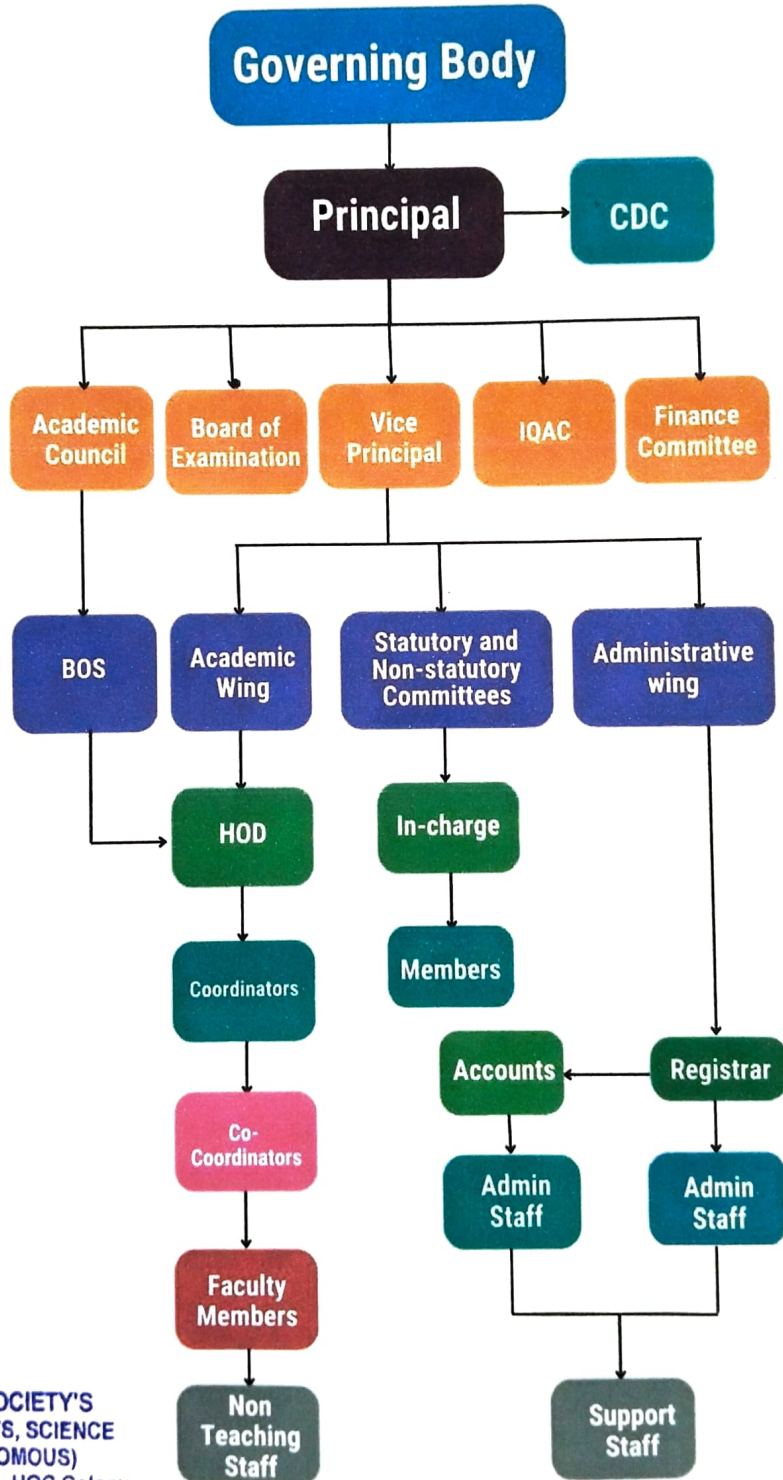 Governing Body
Principal
CDC
Academic
Council
Board of
Examination
Vice
Principal
IQAC
Finance
Committee
BOS
Academic
Wing
Statutory and
Non-statutory
Committees
Administrative
wing
HOD
In-charge
Coordinators
Members
Accounts
Registrar
Co-
Coordinators
Admin
Staff
Admin
Staff
Faculty
Members
OCIETY'S
SCIENCE
OMOUS)
Non
Teaching
Staff
Support
Staff